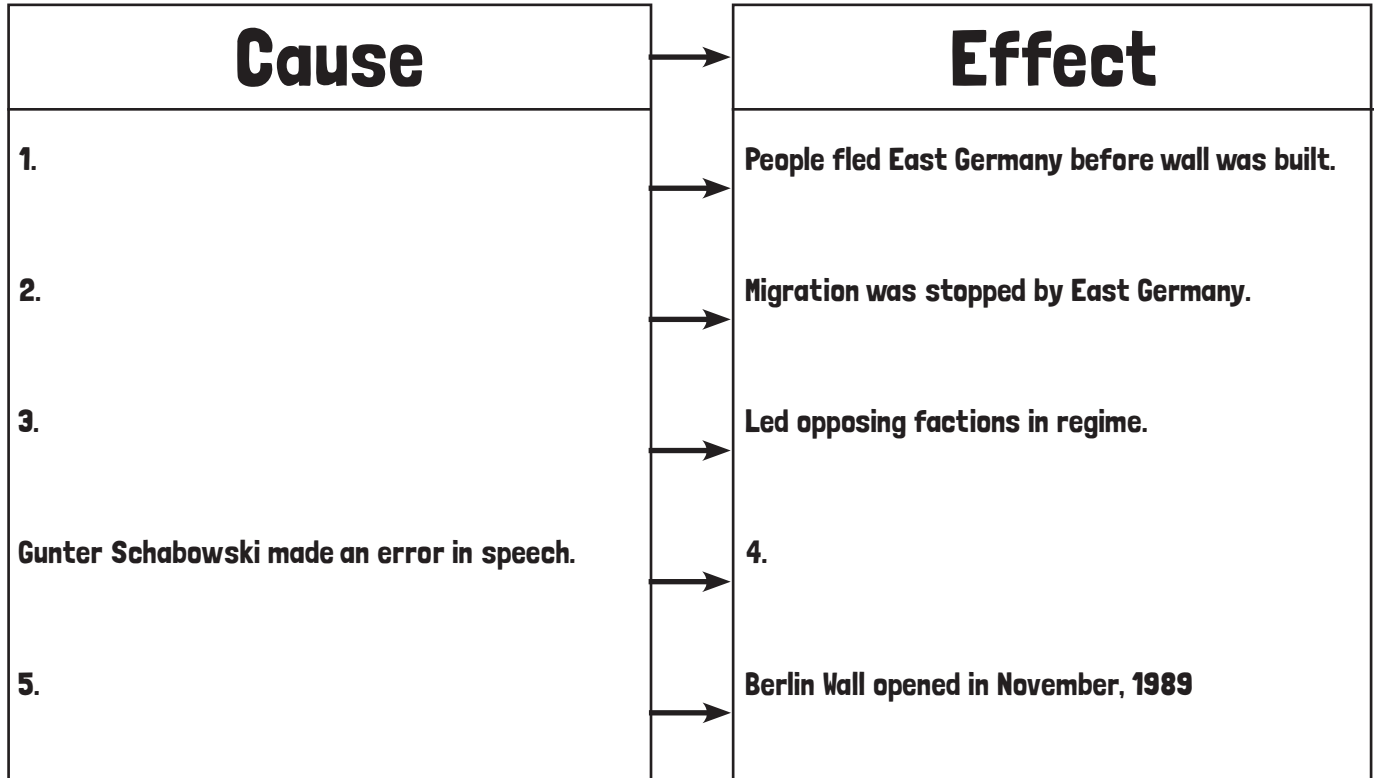 Cause
Effect
1.
People fled East Germany before wall was built.
2.
Migration was stopped by East Germany.
3.
Led opposing factions in regime.
Gunter Schabowski made an error in speech.
4.
5.
Berlin Wall opened in November, 1989